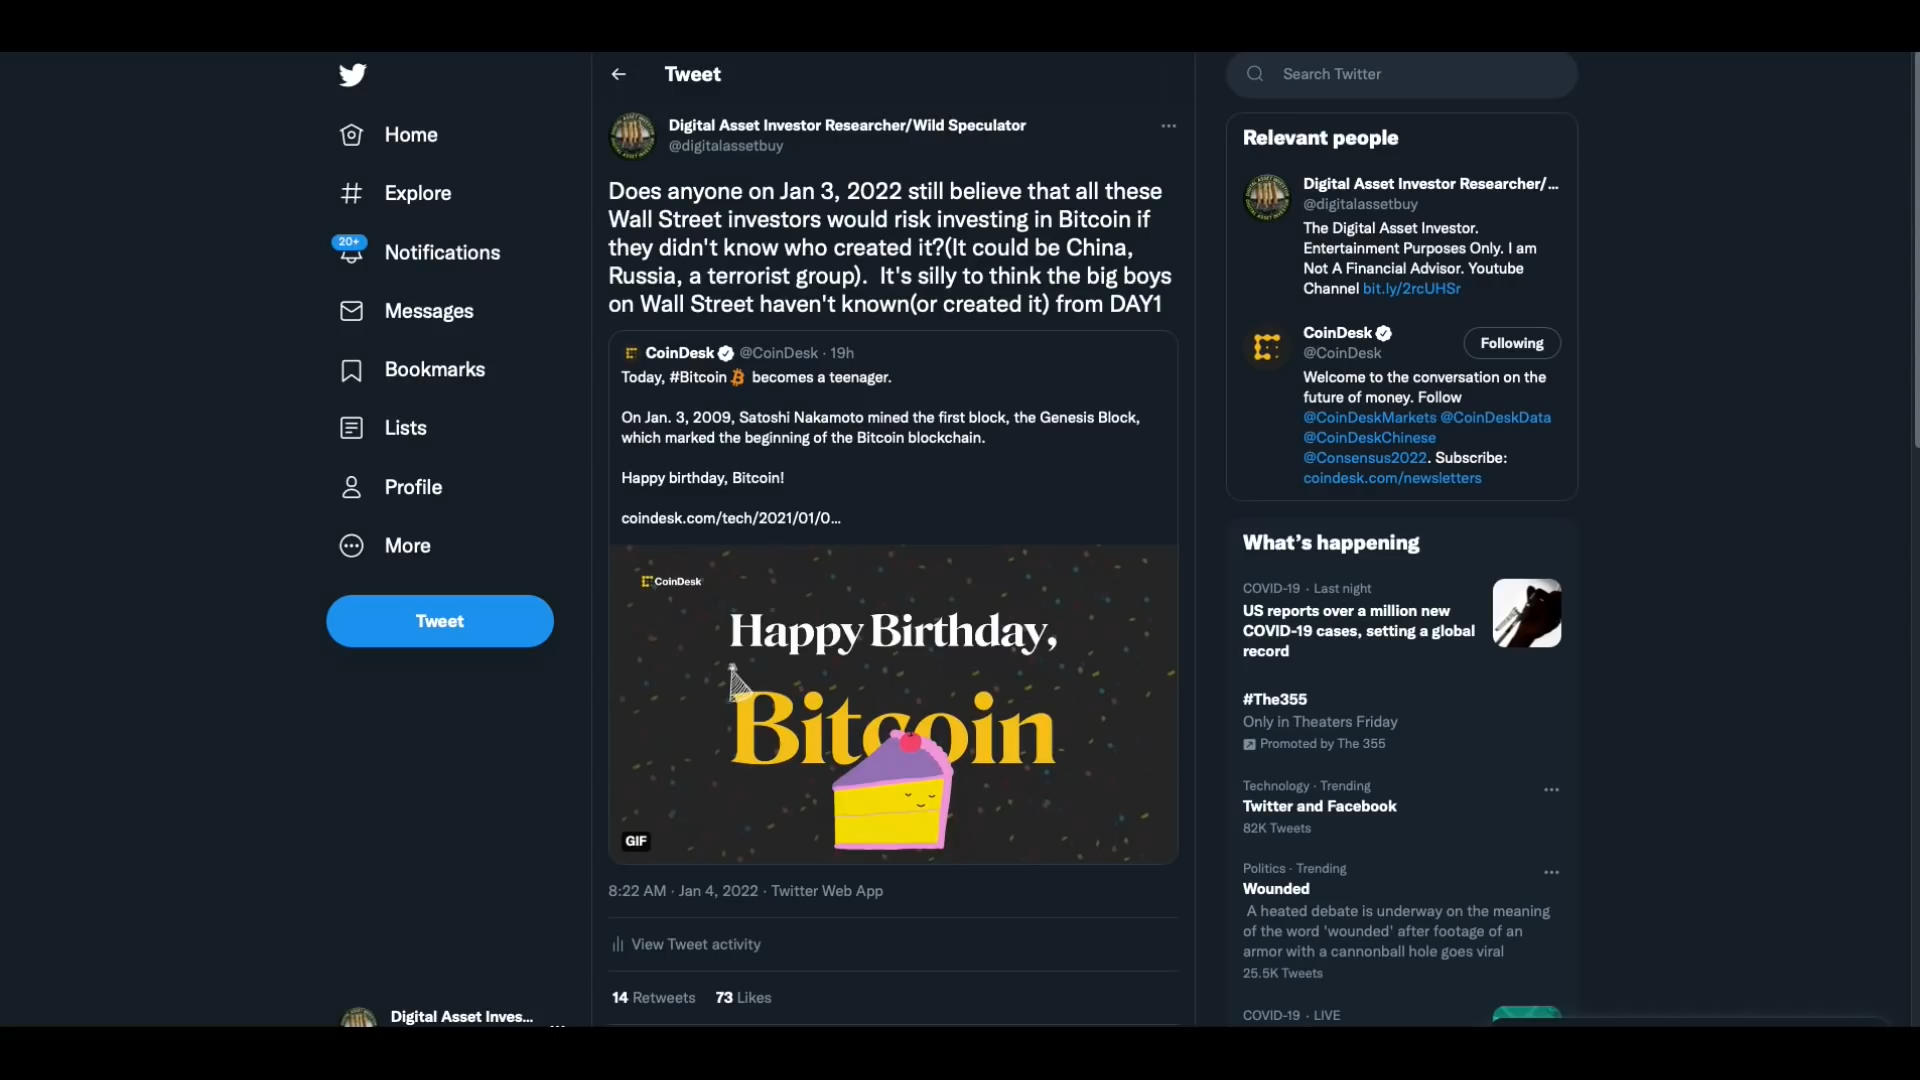 Home
Explore
20+
Notifications
Messages
Bookmarks
Lists
Profile
More
Tweet
Digital Asset Inves...
Tweet
Digital Asset Investor Researcher/Wild Speculator
@digitalassetbuy
Does anyone on Jan 3, 2022 still believe that all these
Wall Street investors would risk investing in Bitcoin if
they didn't know who created it?(It could be China,
Russia, a terrorist group).  It's silly to think the big boys
on Wall Street haven't known(or created it) from DAY1
CoinDesk @CoinDesk · 19h
Today, #Bitcoin becomes a teenager.
On Jan. 3, 2009, Satoshi Nakamoto mined the first block, the Genesis Block,
which marked the beginning of the Bitcoin blockchain.
Happy birthday, Bitcoin!
coindesk.com/tech/2021/01/0...
CoinDesk
Happy Birthday,
Bitcoin
GIF
8:22 AM · Jan 4, 2022 · Twitter Web App
View Tweet activity
14 Retweets 73 Likes
Search Twitter
Relevant people
Digital Asset Investor Researcher/...
@digitalassetbuy
The Digital Asset Investor.
Entertainment Purposes Only. I am
Not A Financial Advisor. Youtube
Channel bit.ly/2rcUHSr
CoinDesk
@CoinDesk
Following
Welcome to the conversation on the
future of money. Follow
@CoinDeskMarkets @CoinDeskData
@CoinDeskChinese
@Consensus2022. Subscribe:
coindesk.com/newsletters
What's happening
COVID-19 · Last night
US reports over a million new
COVID-19 cases, setting a global
record
#The355
Only in Theaters Friday
Promoted by The 355
Technology · Trending
Twitter and Facebook
82K Tweets
Politics · Trending
Wounded
A heated debate is underway on the meaning
of the word 'wounded' after footage of an
armor with a cannonball hole goes viral
25.5K Tweets
COVID-19 · LIVE